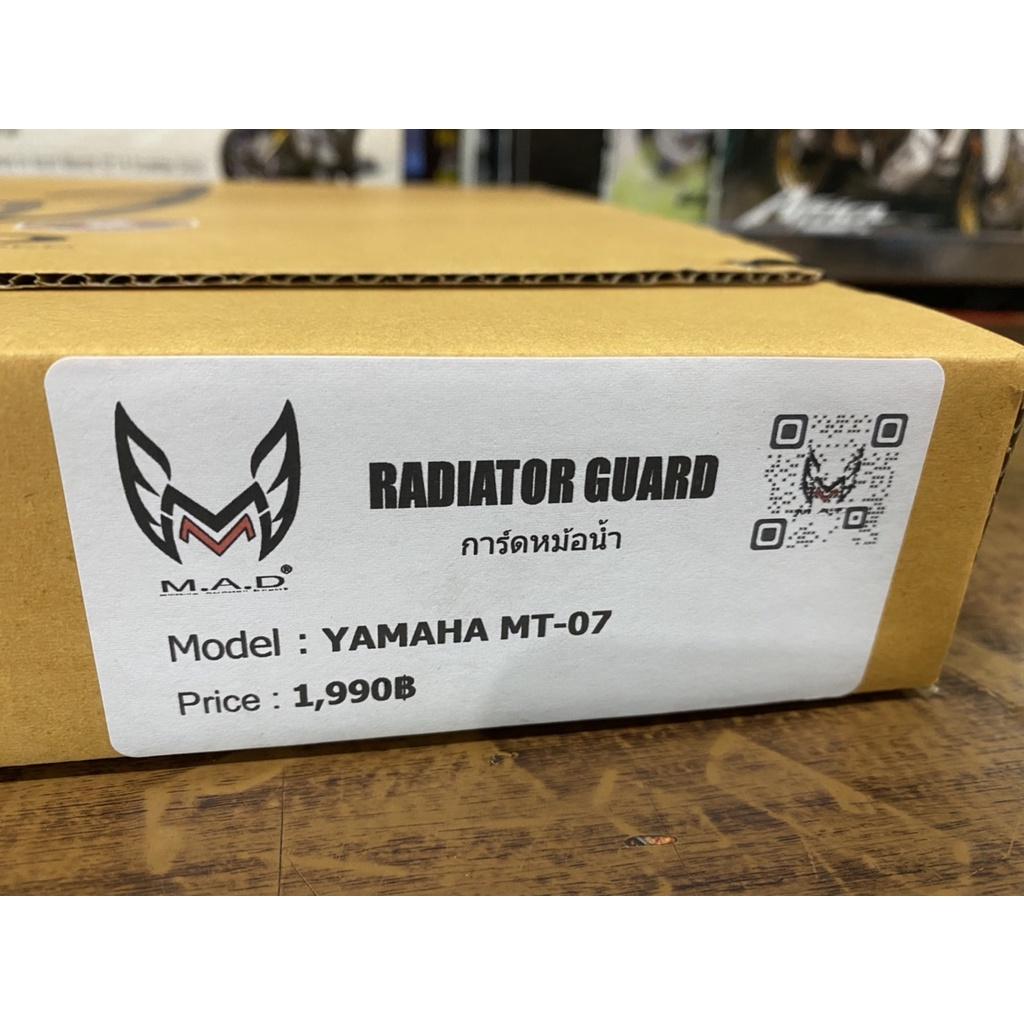 RADIATOR GUARD
การ์ดหม้อน้ำ
M.A.D®
Model : YAMAHA MT-07
Price : 1,990฿